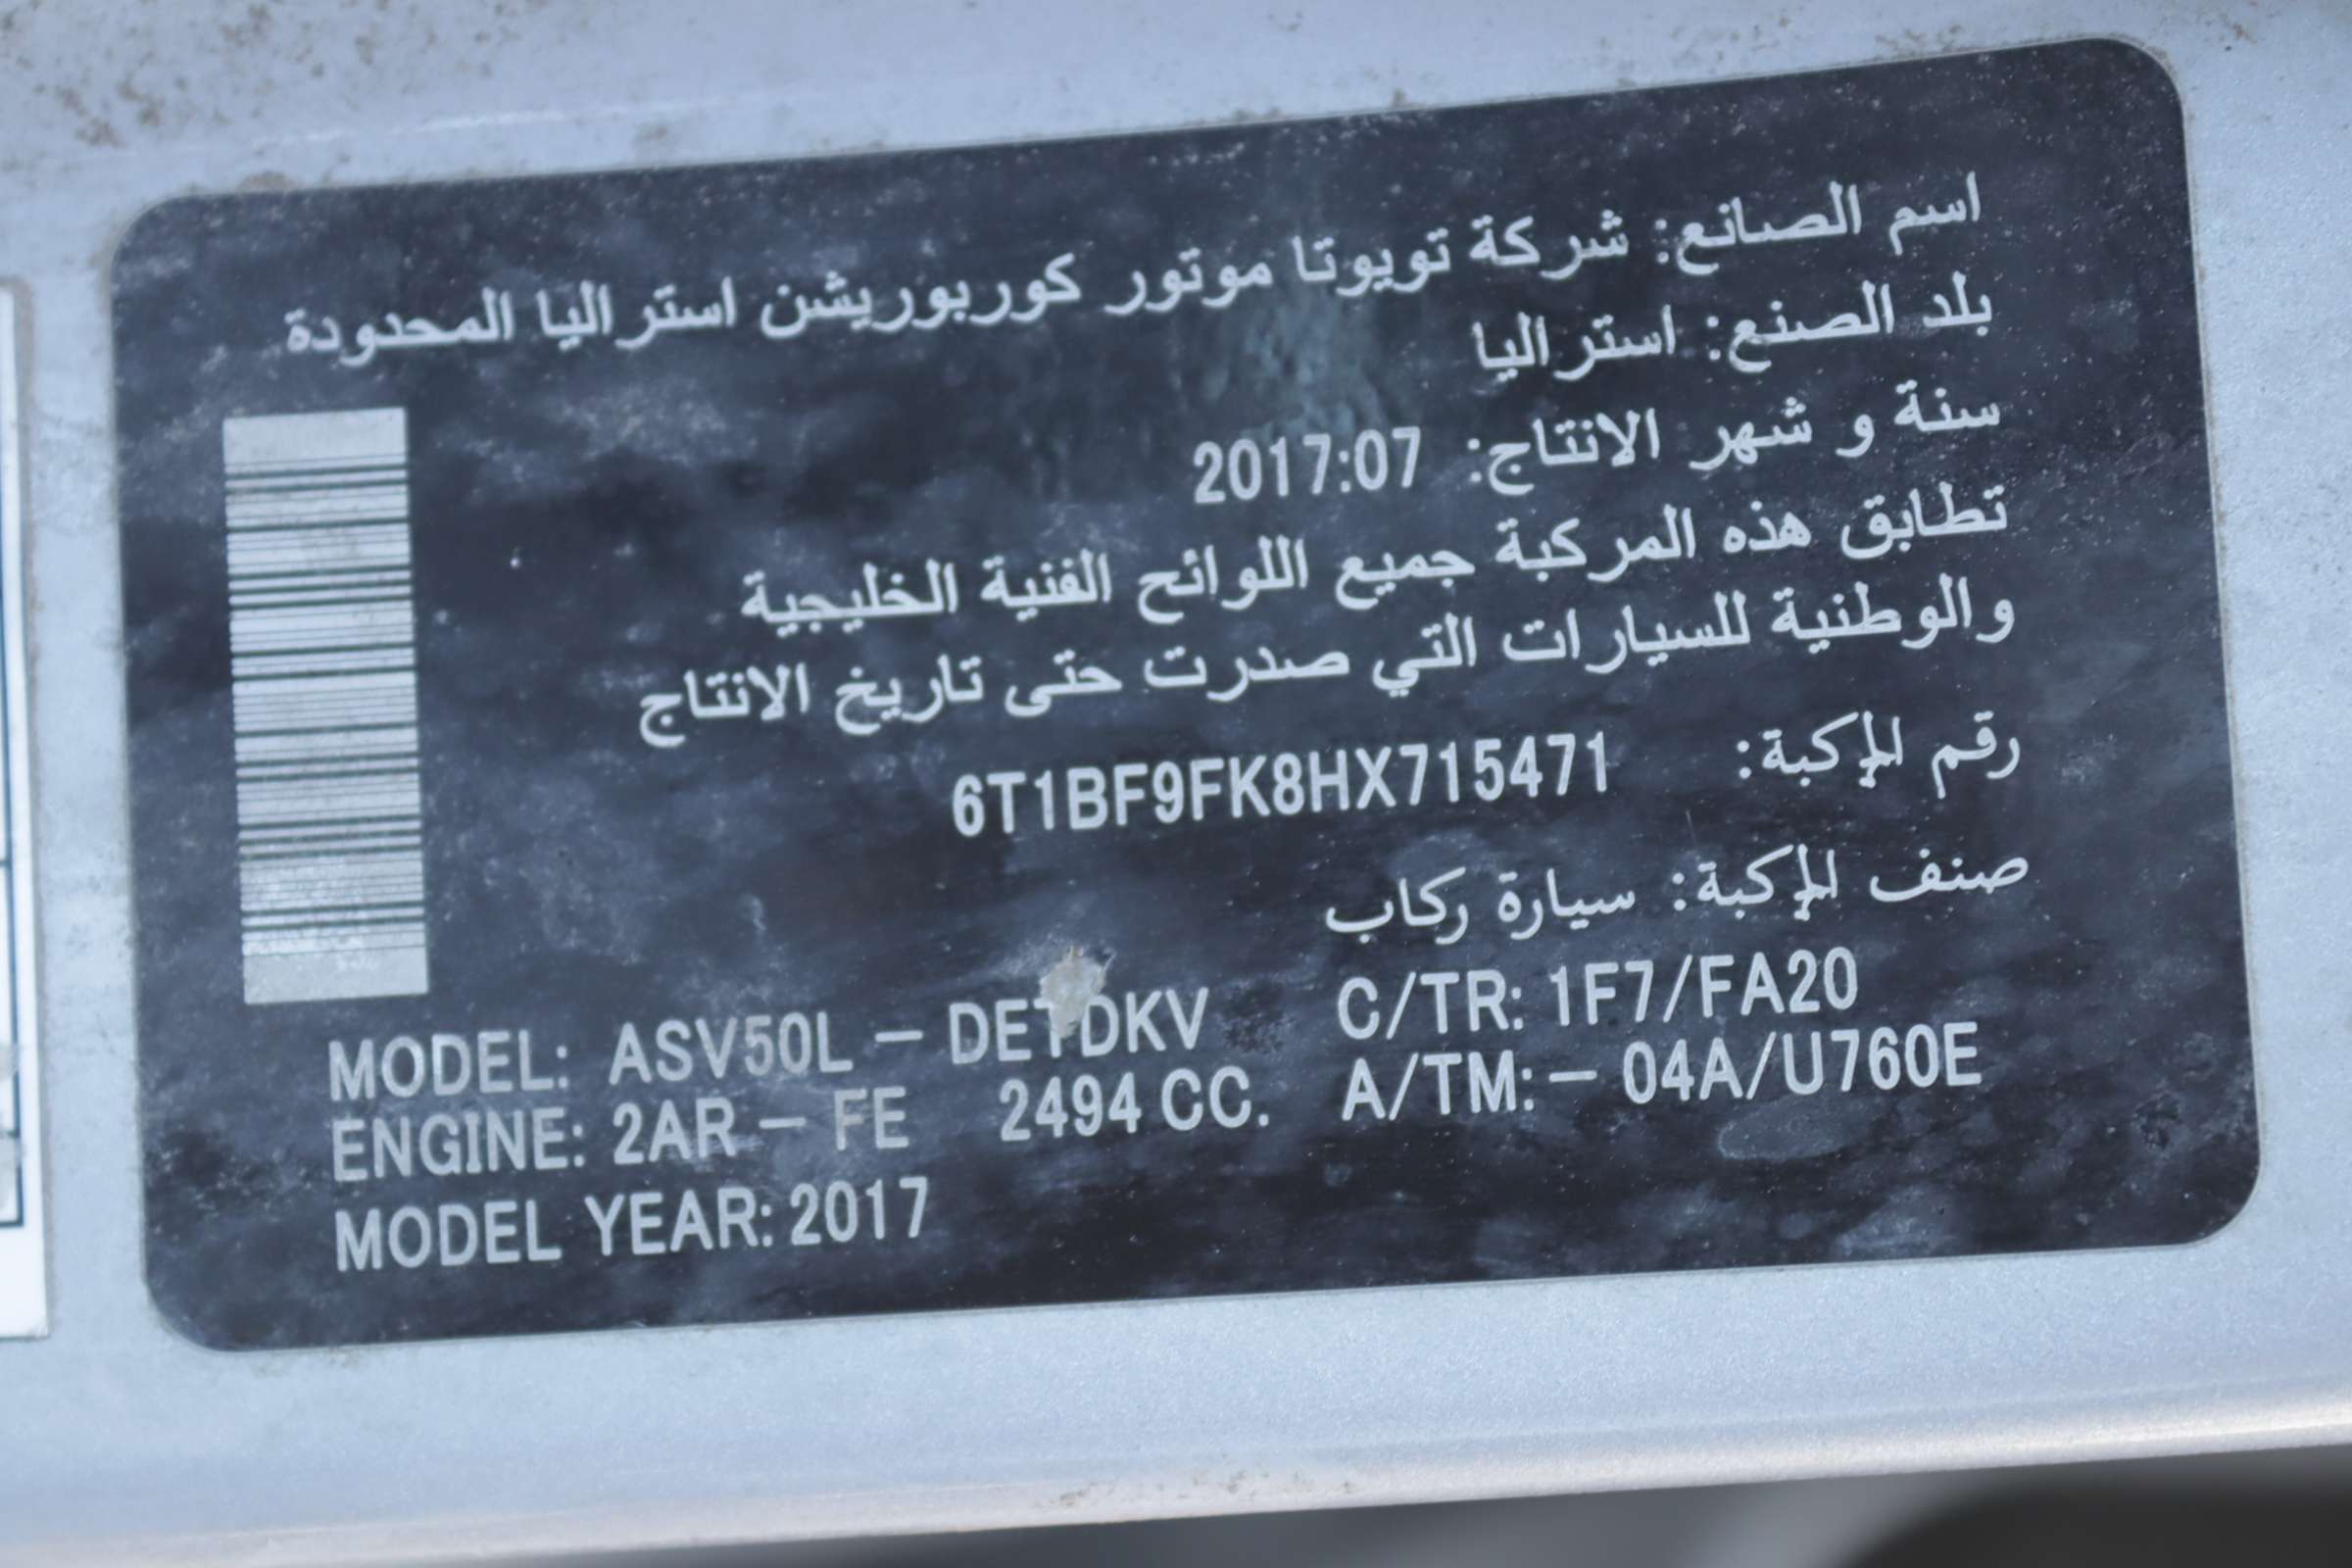 اسم الصانع: شركة تويوتا موتور كوربوريشن استراليا المحدودة
بلد الصنع: استراليا
سنة و شهر الانتاج: 2017:07
تطابق هذه المركبة جميع اللوائح الفنية الخليجية
والوطنية للسيارات التي صدرت حتى تاريخ الانتاج
رقم المركبة: 6T1BF9FK8HX715471
صنف المركبة: سيارة ركاب
MODEL: ASV50L – DETDKV C/TR: 1F7/FA20
ENGINE: 2AR – FE 2494 CC. A/TM: – 04A/U760E
MODEL YEAR: 2017